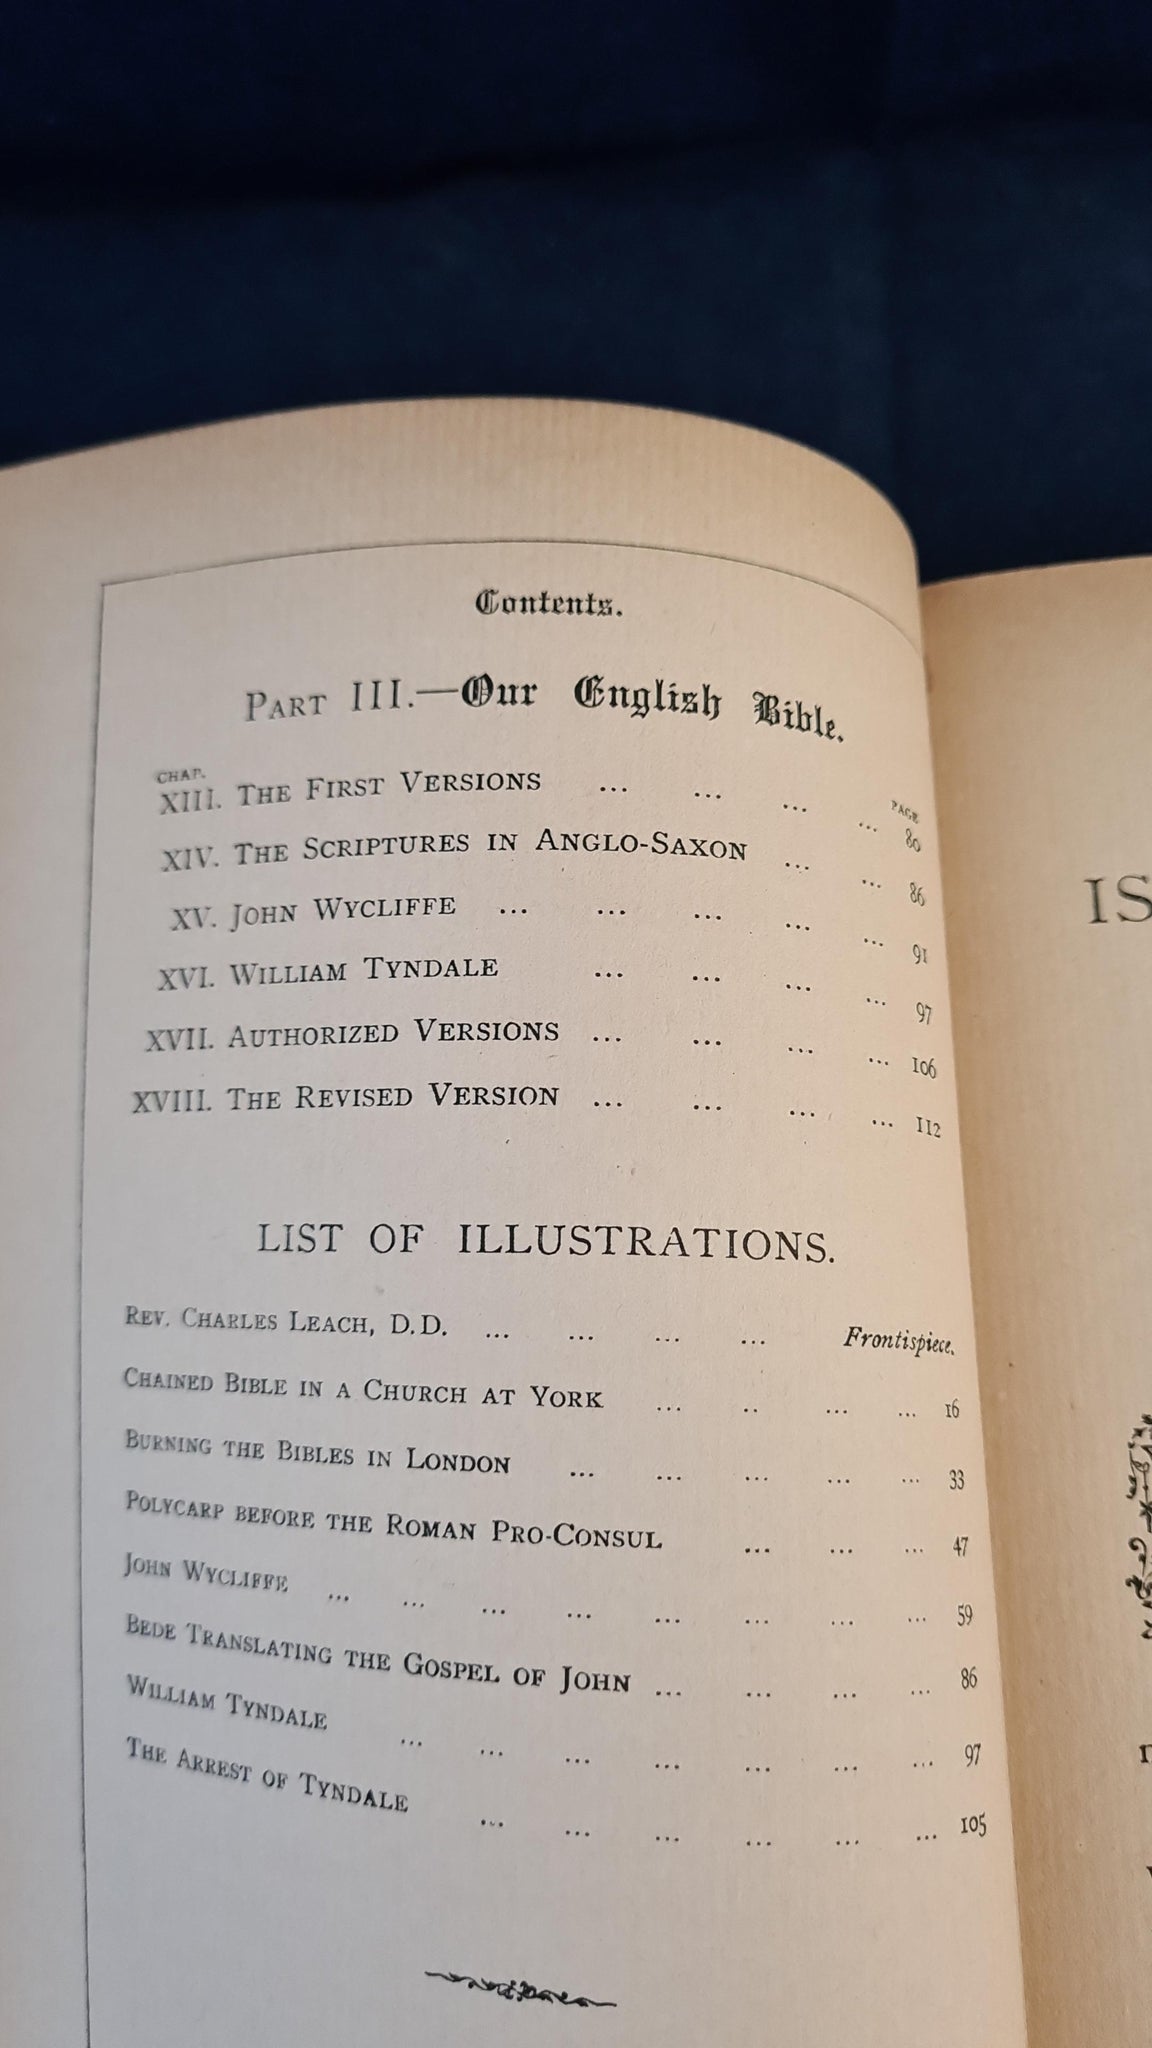 Contents.
PART III.—Our English Bible.
CHAP.
PAGE
XIII. THE FIRST VERSIONS ... ... ... ... 80
XIV. THE SCRIPTURES IN ANGLO-SAXON ... ... 86
XV. JOHN WYCLIFFE ... ... ... ... ... 91
XVI. WILLIAM TYNDALE ... ... ... ... 97
XVII. AUTHORIZED VERSIONS ... ... ... ... 106
XVIII. THE REVISED VERSION ... ... ... ... 112
LIST OF ILLUSTRATIONS.
REV. CHARLES LEACH, D.D. ... ... ... ... Frontispiece.
CHAINED BIBLE IN A CHURCH AT YORK ... .. ... ... 16
BURNING THE BIBLES IN LONDON ... ... ... ... ... 33
POLYCARP BEFORE THE ROMAN PRO-CONSUL ... ... ... 47
JOHN WYCLIFFE ... ... ... ... ... ... ... ... 59
BEDE TRANSLATING THE GOSPEL OF JOHN ... ... ... ... 86
WILLIAM TYNDALE ... ... ... ... ... ... ... 97
THE ARREST OF TYNDALE ... ... ... ... ... ... 105
IS